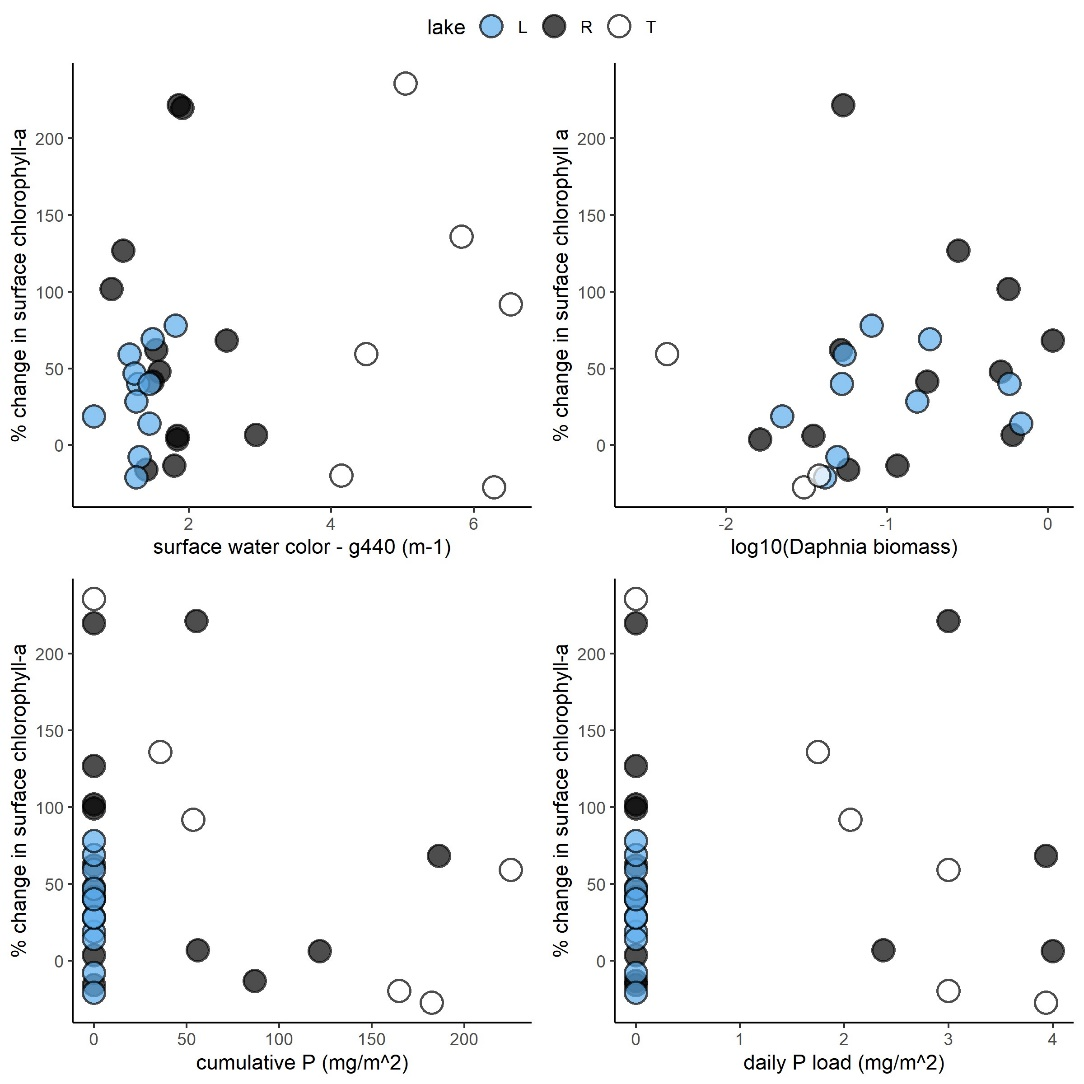 lake L R T
% change in surface chlorophyll-a
200
150
100
50
0
2 4 6
surface water color - g440 (m-1)
% change in surface chlorophyll a
200
150
100
50
0
-2 -1 0
log10(Daphnia biomass)
% change in surface chlorophyll-a
200
150
100
50
0
0 50 100 150 200
cumulative P (mg/m^2)
% change in surface chlorophyll-a
200
150
100
50
0
0 1 2 3 4
daily P load (mg/m^2)